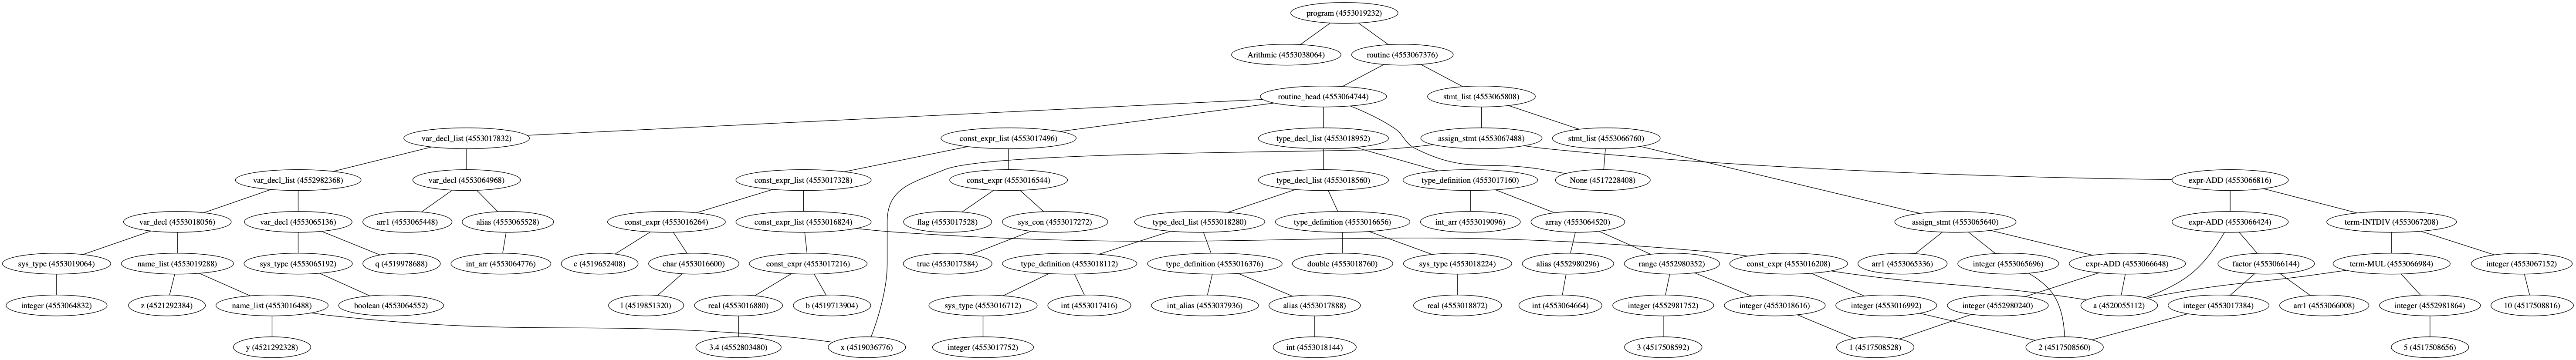 program (4553019232)
Arithmic (4553038064)
routine (4553067376)
routine_head (4553064744)
stmt_list (4553065808)
var_decl_list (4553017832)
const_expr_list (4553017496)
type_decl_list (4553018952)
assign_stmt (4553067488)
stmt_list (4553066760)
var_decl_list (4552982368)
var_decl (4553064968)
const_expr_list (4553017328)
const_expr (4553016544)
type_decl_list (4553018560)
type_definition (4553017160)
None (4517228408)
expr-ADD (4553066816)
var_decl (4553018056)
var_decl (4553065136)
arr1 (4553065448)
alias (4553065528)
const_expr (4553016264)
const_expr_list (4553016824)
flag (4553017528)
sys_con (4553017272)
type_decl_list (4553018280)
type_definition (4553016656)
int_arr (4553019096)
array (4553064520)
assign_stmt (4553065640)
expr-ADD (4553066424)
term-INTDIV (4553067208)
sys_type (4553019064)
name_list (4553019288)
sys_type (4553065192)
q (4519978688)
int_arr (4553064776)
c (4519652408)
char (4553016600)
const_expr (4553017216)
true (4553017584)
type_definition (4553018112)
type_definition (4553016376)
double (4553018760)
sys_type (4553018224)
alias (4552980296)
range (4552980352)
const_expr (4553016208)
arr1 (4553065336)
integer (4553065696)
expr-ADD (4553066648)
factor (4553066144)
term-MUL (4553066984)
integer (4553067152)
integer (4553064832)
z (4521292384)
name_list (4553016488)
boolean (4553064552)
l (4519851320)
real (4553016880)
b (4519713904)
sys_type (4553016712)
int (4553017416)
int_alias (4553037936)
alias (4553017888)
real (4553018872)
int (4553064664)
integer (4552981752)
integer (4553018616)
integer (4553016992)
integer (4552980240)
a (4520055112)
integer (4553017384)
arr1 (4553066008)
integer (4552981864)
10 (4517508816)
y (4521292328)
3.4 (4552803480)
x (4519036776)
integer (4553017752)
int (4553018144)
3 (4517508592)
1 (4517508528)
2 (4517508560)
5 (4517508656)